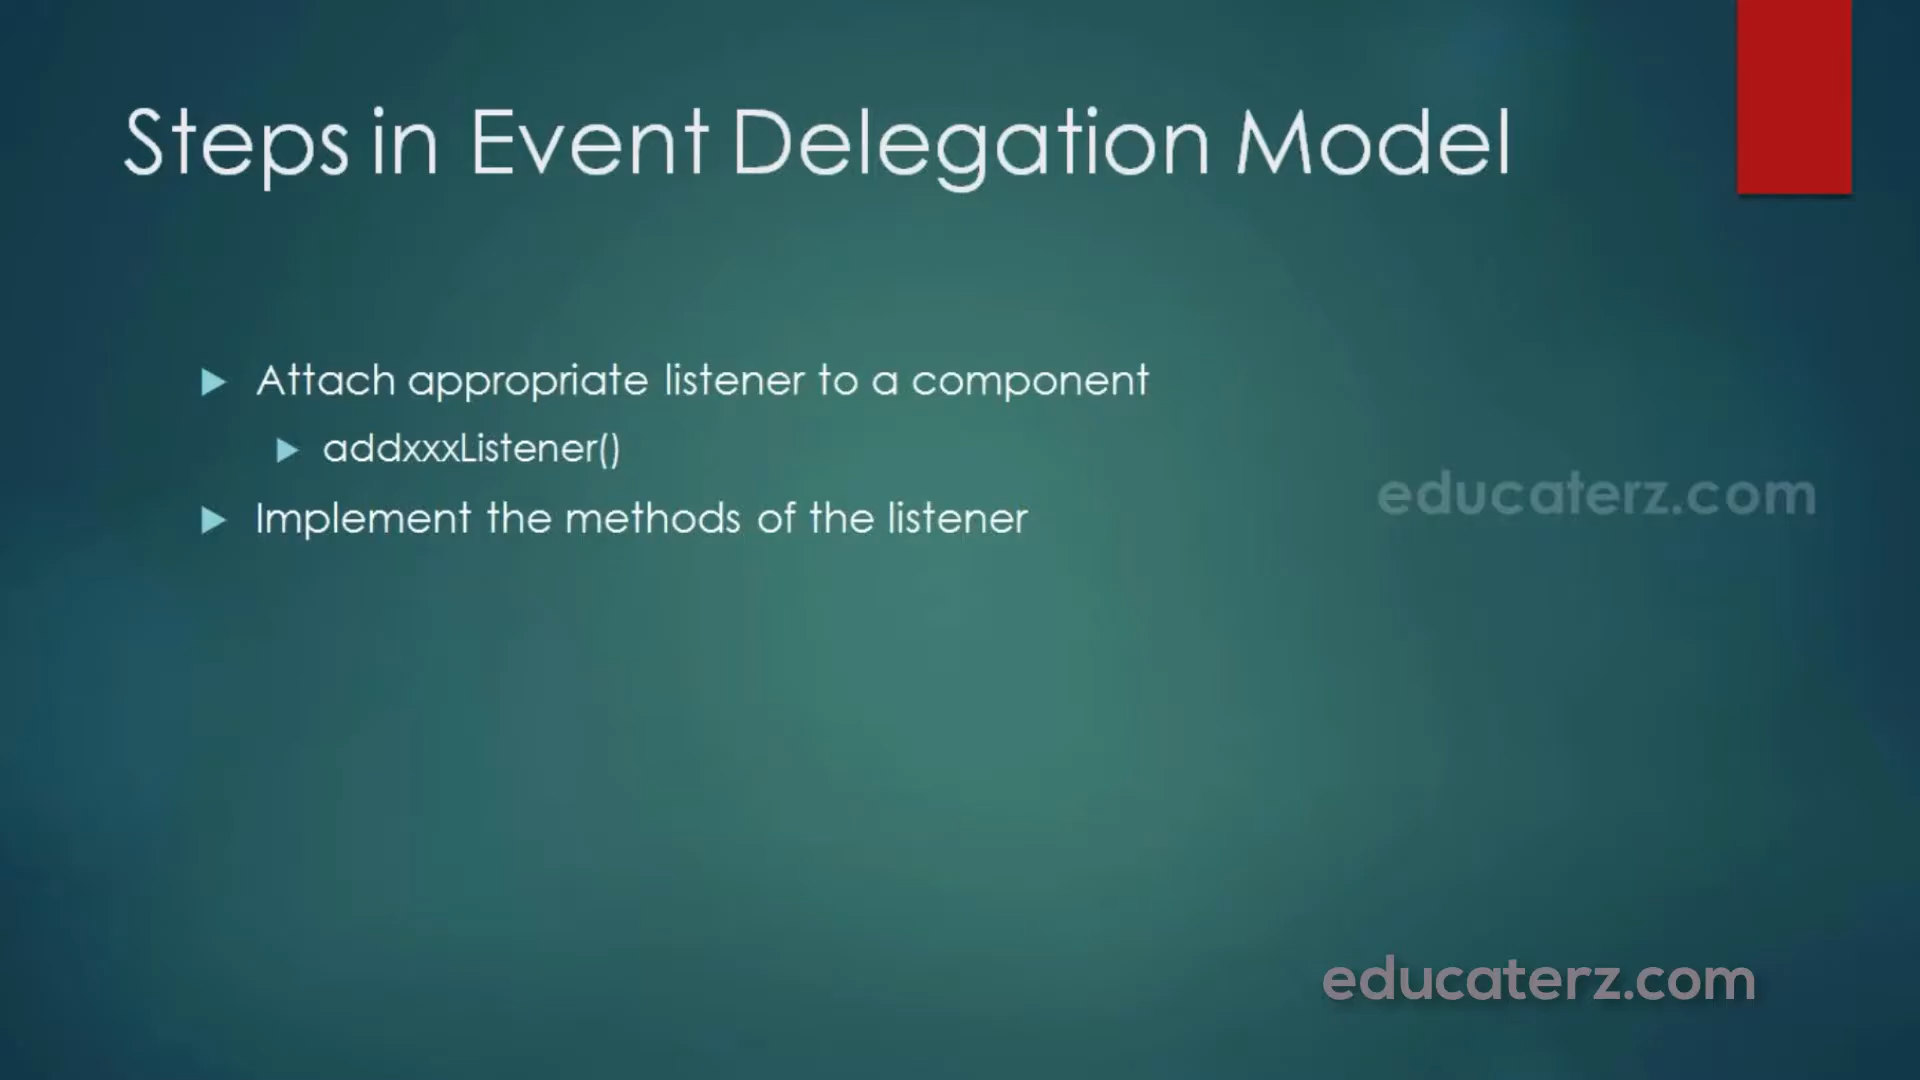 Steps in Event Delegation Model
Attach appropriate listener to a component
addxxxListener()
educaterz.com
Implement the methods of the listener
educaterz.com